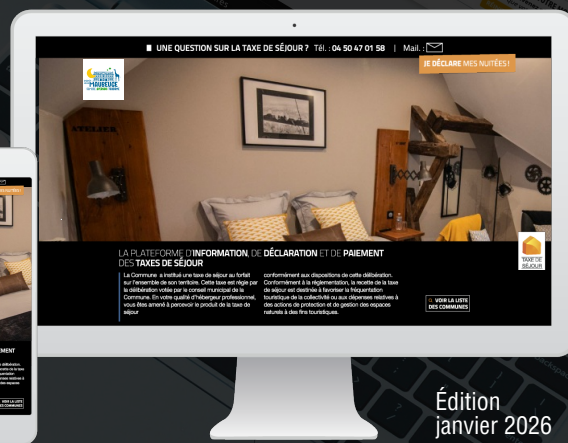 UNE QUESTION SUR LA TAXE DE SÉJOUR ? Tél. : 04 50 47 01 58 | Mail. :
JE DÉCLARE MES NUITÉES !
MAUBEUGE
ATELIER
LA PLATEFORME D'INFORMATION, DE DÉCLARATION ET DE PAIEMENT
DES TAXES DE SÉJOUR
La Commune a institué une taxe de séjour au forfait
sur l'ensemble de son territoire. Cette taxe est régie par
la délibération votée par le conseil municipal de la
Commune. En votre qualité d'hébergeur professionnel,
vous êtes amené à percevoir le produit de la taxe de
séjour
conformément aux dispositions de cette délibération.
Conformément à la réglementation, la recette de la taxe
de séjour est destinée à favoriser la fréquentation
touristique de la collectivité ou aux dépenses relatives à
des actions de protection et de gestion des espaces
naturels à des fins touristiques.
VOIR LA LISTE
DES COMMUNES
TAXE DE
SÉJOUR
Édition
janvier 2026